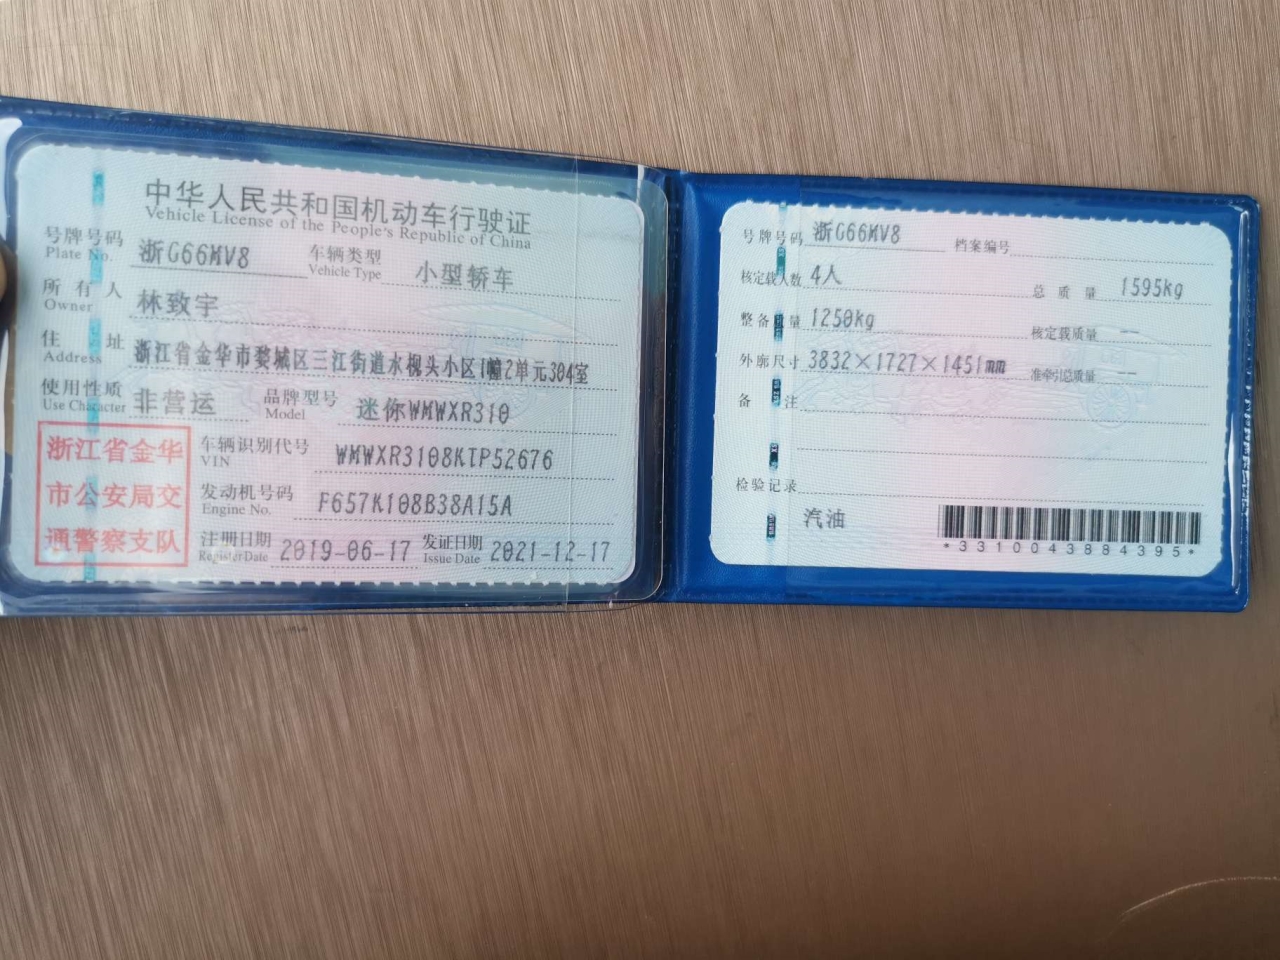 中华人民共和国机动车行驶证
Vehicle License of the People's Republic of China
号牌号码 浙G66MV8 车辆类型 小型轿车
Plate No. Vehicle Type
所有人 林致宇
Owner
住址 浙江省金华市婺城区三江街道水枧头小区1幢2单元304室
Address
使用性质 非营运 品牌型号 迷你WMWXR310
Use Character Model
浙江省金华
市公安局交
通警察支队
车辆识别代号 WMWXR3108KTP52676
VIN
发动机号码 F657K108B38A15A
Engine No.
注册日期 2019-06-17 发证日期 2021-12-17
Register Date Issue Date
号牌号码 浙G66MV8 档案编号
核定载人数 4人 总质量 1595kg
整备质量 1250kg 核定载质量 --
外廓尺寸 3832×1727×1451mm 准牵引总质量 --
备注
检验记录
汽油
*3310043884395*